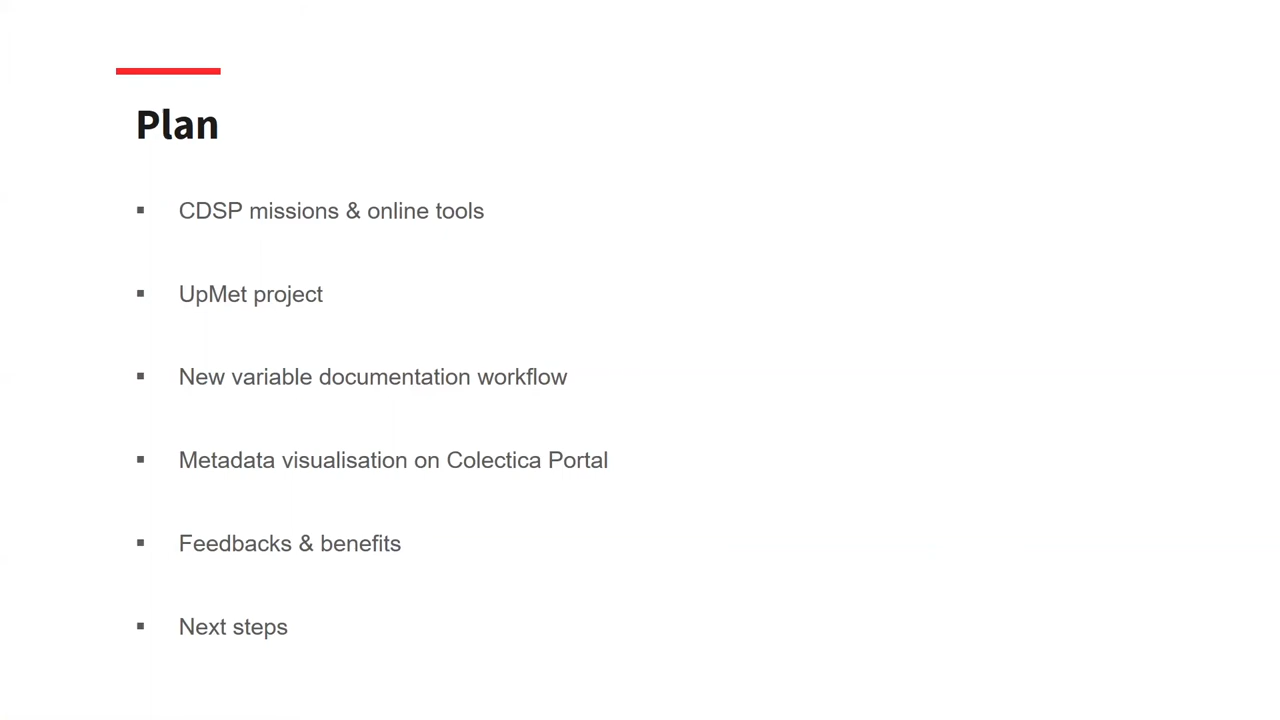 Plan
▪ CDSP missions & online tools
▪ UpMet project
▪ New variable documentation workflow
▪ Metadata visualisation on Colectica Portal
▪ Feedbacks & benefits
▪ Next steps